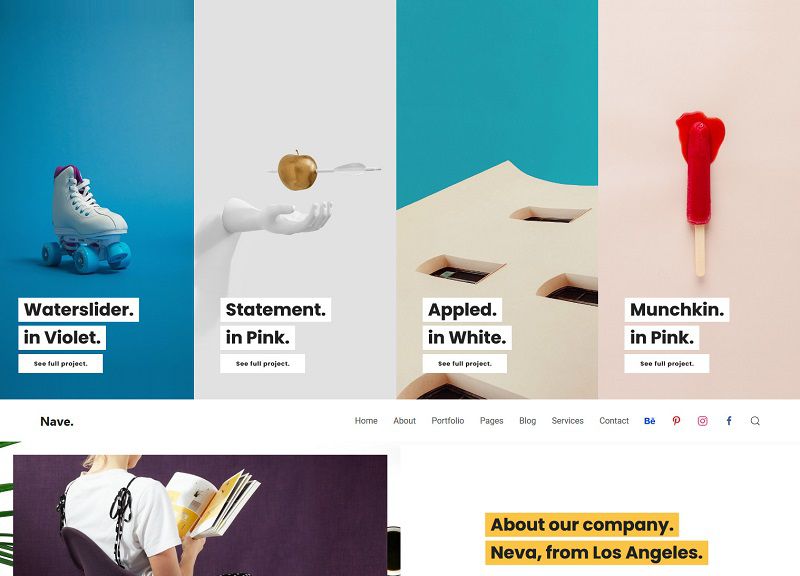 Waterslider.
in Violet.
See full project.
Statement.
in Pink.
See full project.
Appled.
in White.
See full project.
Munchkin.
in Pink.
See full project.
Nave.
Home About Portfolio Pages Blog Services Contact Bē
About our company.
Neva, from Los Angeles.